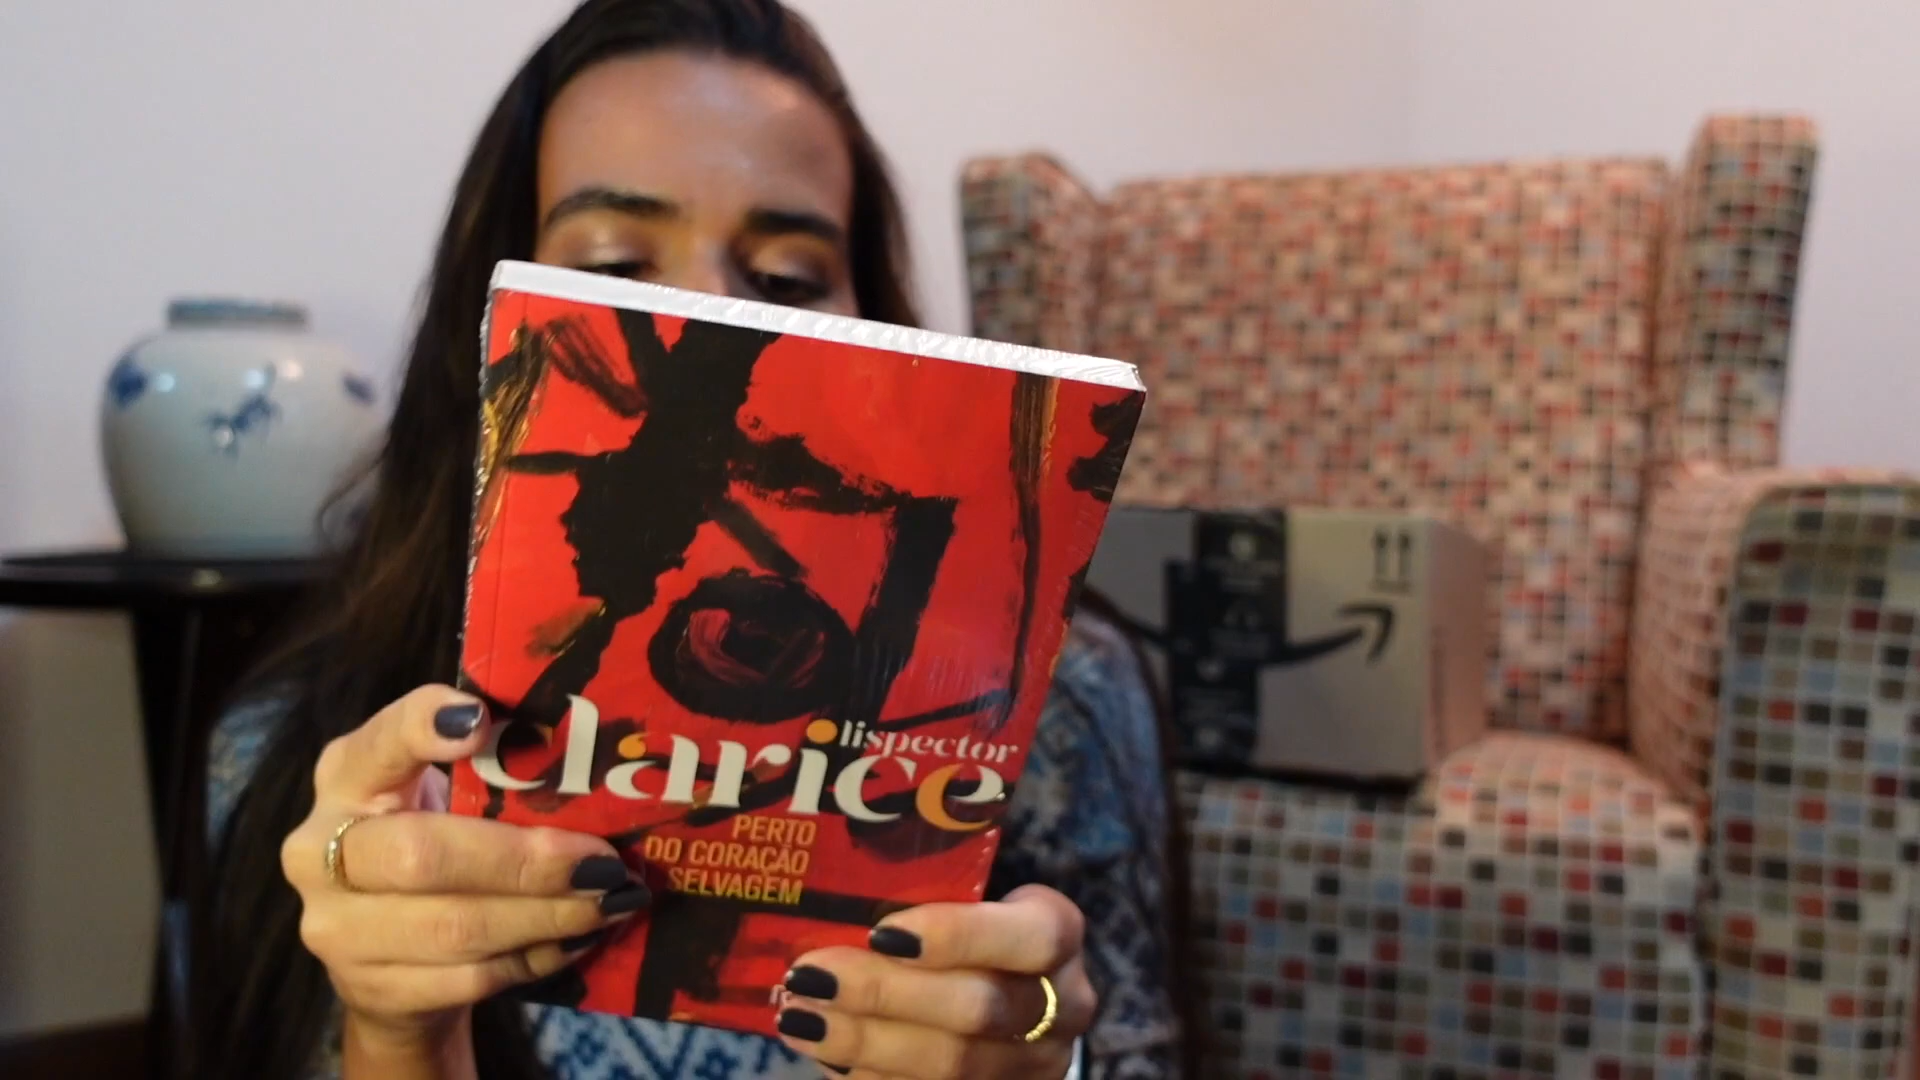 lispector
clarice
PERTO
DO CORAÇÃO
SELVAGEM